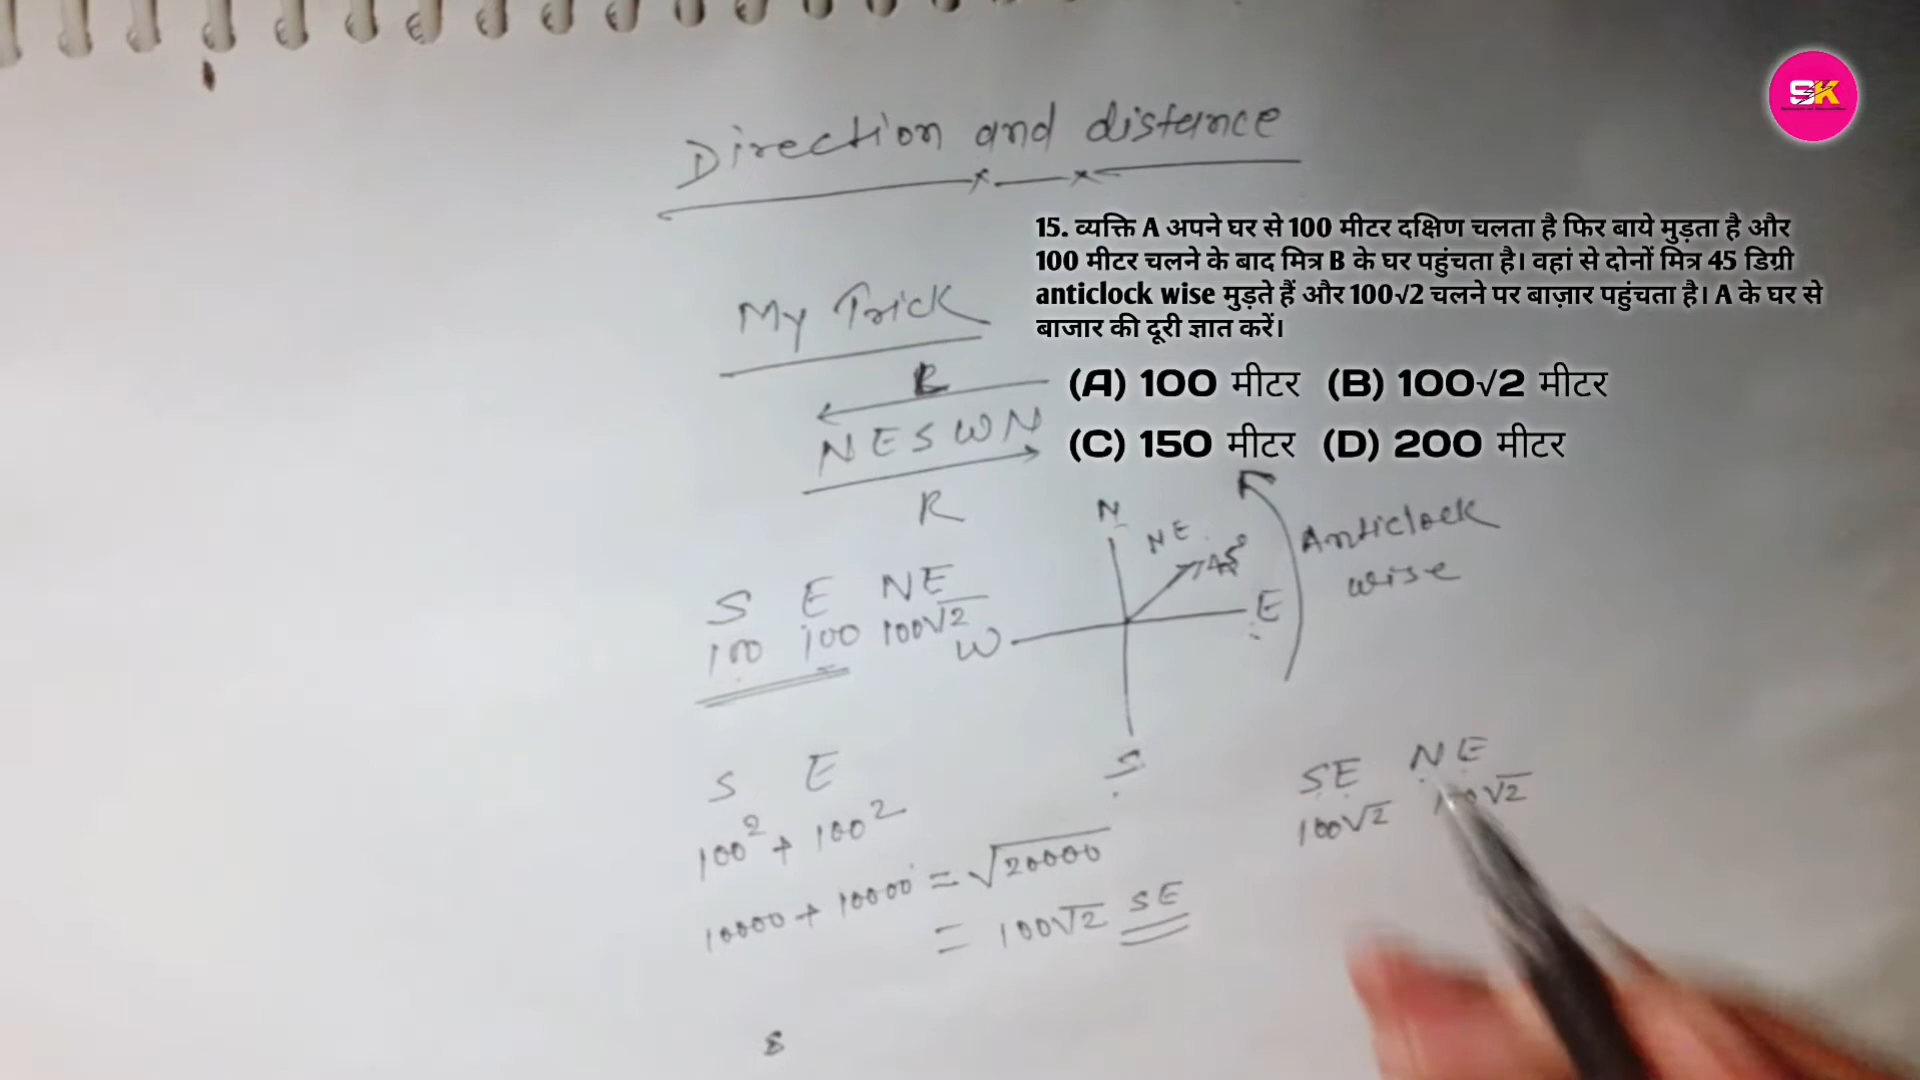 Direction and distance
SK
15. व्यक्ति A अपने घर से 100 मीटर दक्षिण चलता है फिर बाये मुड़ता है और
100 मीटर चलने के बाद मित्र B के घर पहुंचता है। वहां से दोनों मित्र 45 डिग्री
anticlock wise मुड़ते हैं और 100√2 चलने पर बाज़ार पहुंचता है। A के घर से
बाजार की दूरी ज्ञात करें।
(A) 100 मीटर (B) 100√2 मीटर
(C) 150 मीटर (D) 200 मीटर
My Trick
L
N E S W N
R
N
NE
45°
Anticlock
wise
E
W
S
S E NE
100 100 100√2
S E
100² + 100²
10000 + 10000 = √20000
= 100√2 SE
SE NE
100√2 100√2